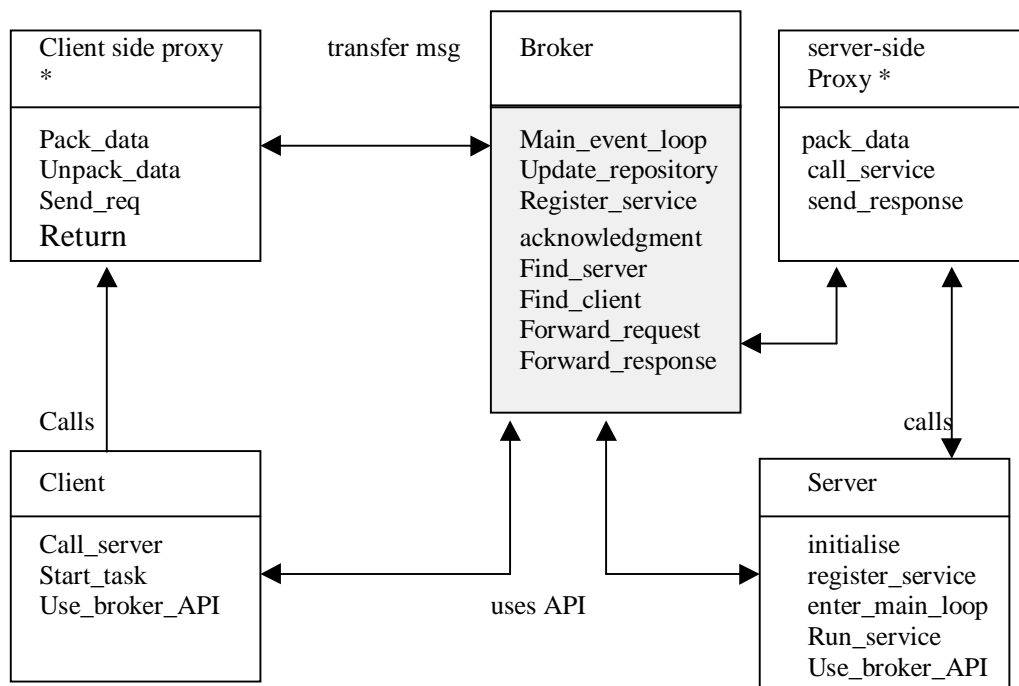 Client side proxy
*
Pack_data
Unpack_data
Send_req
Return
transfer msg
Broker
Main_event_loop
Update_repository
Register_service
acknowledgment
Find_server
Find_client
Forward_request
Forward_response
server-side
Proxy *
pack_data
call_service
send_response
Calls
calls
Client
Call_server
Start_task
Use_broker_API
uses API
Server
initialise
register_service
enter_main_loop
Run_service
Use_broker_API